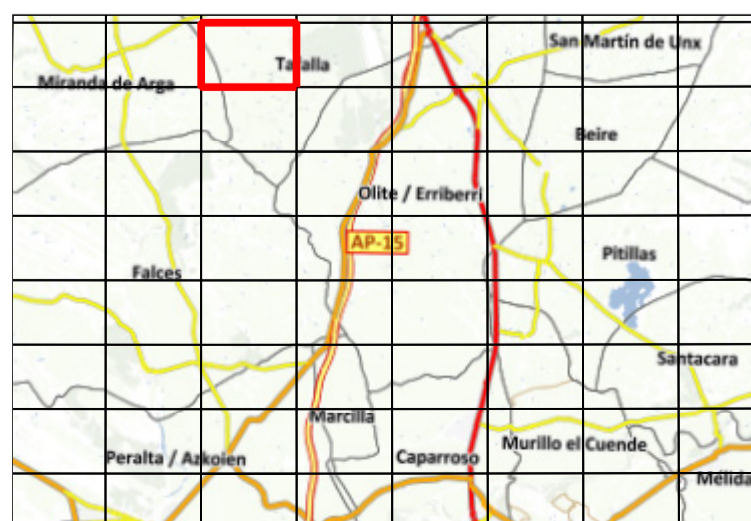 San Martín de Unx
Tafalla
Miranda de Arga
Beire
Olite / Erriberri
AP-15
Pitillas
Falces
Santacara
Marcilla
Murillo el Cuende
Peralta / Azkoien
Caparroso
Mélida